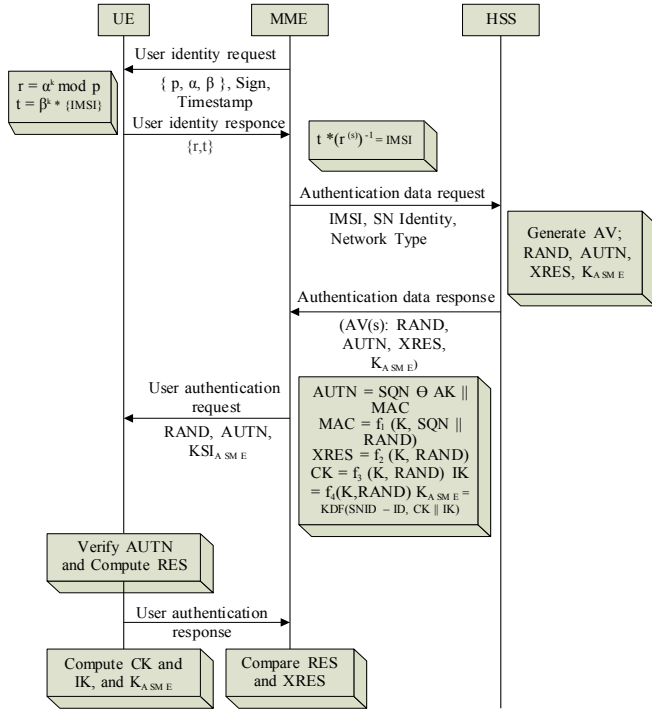 UE
MME
HSS
User identity request
{ p, α, β }, Sign,
Timestamp
r = α^k mod p
t = β^k * {IMSI}
User identity responce
{r,t}
t *(r^(s))^-1 = IMSI
Authentication data request
IMSI, SN Identity,
Network Type
Generate AV;
RAND, AUTN,
XRES, K_ASME
Authentication data response
(AV(s): RAND,
AUTN, XRES,
K_ASME)
User authentication
request
RAND, AUTN,
KSI_ASME
AUTN = SQN Ө AK ||
MAC
MAC = f₁ (K, SQN ||
RAND)
XRES = f₂ (K, RAND)
CK = f₃ (K, RAND) IK
= f₄(K,RAND) K_ASME =
KDF(SNID – ID, CK || IK)
Verify AUTN
and Compute RES
User authentication
response
Compute CK and
IK, and K_ASME
Compare RES
and XRES